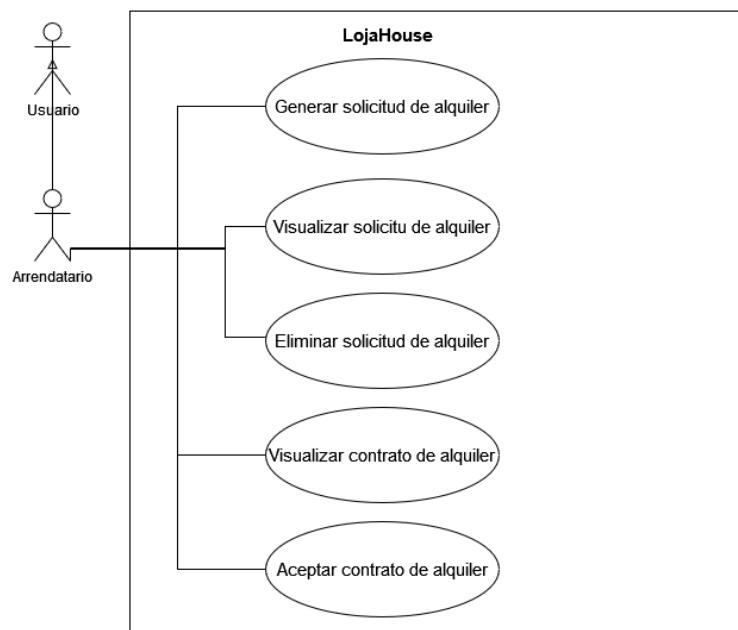 LojaHouse
Usuario
Generar solicitud de alquiler
Visualizar solicitu de alquiler
Arrendatario
Eliminar solicitud de alquiler
Visualizar contrato de alquiler
Aceptar contrato de alquiler